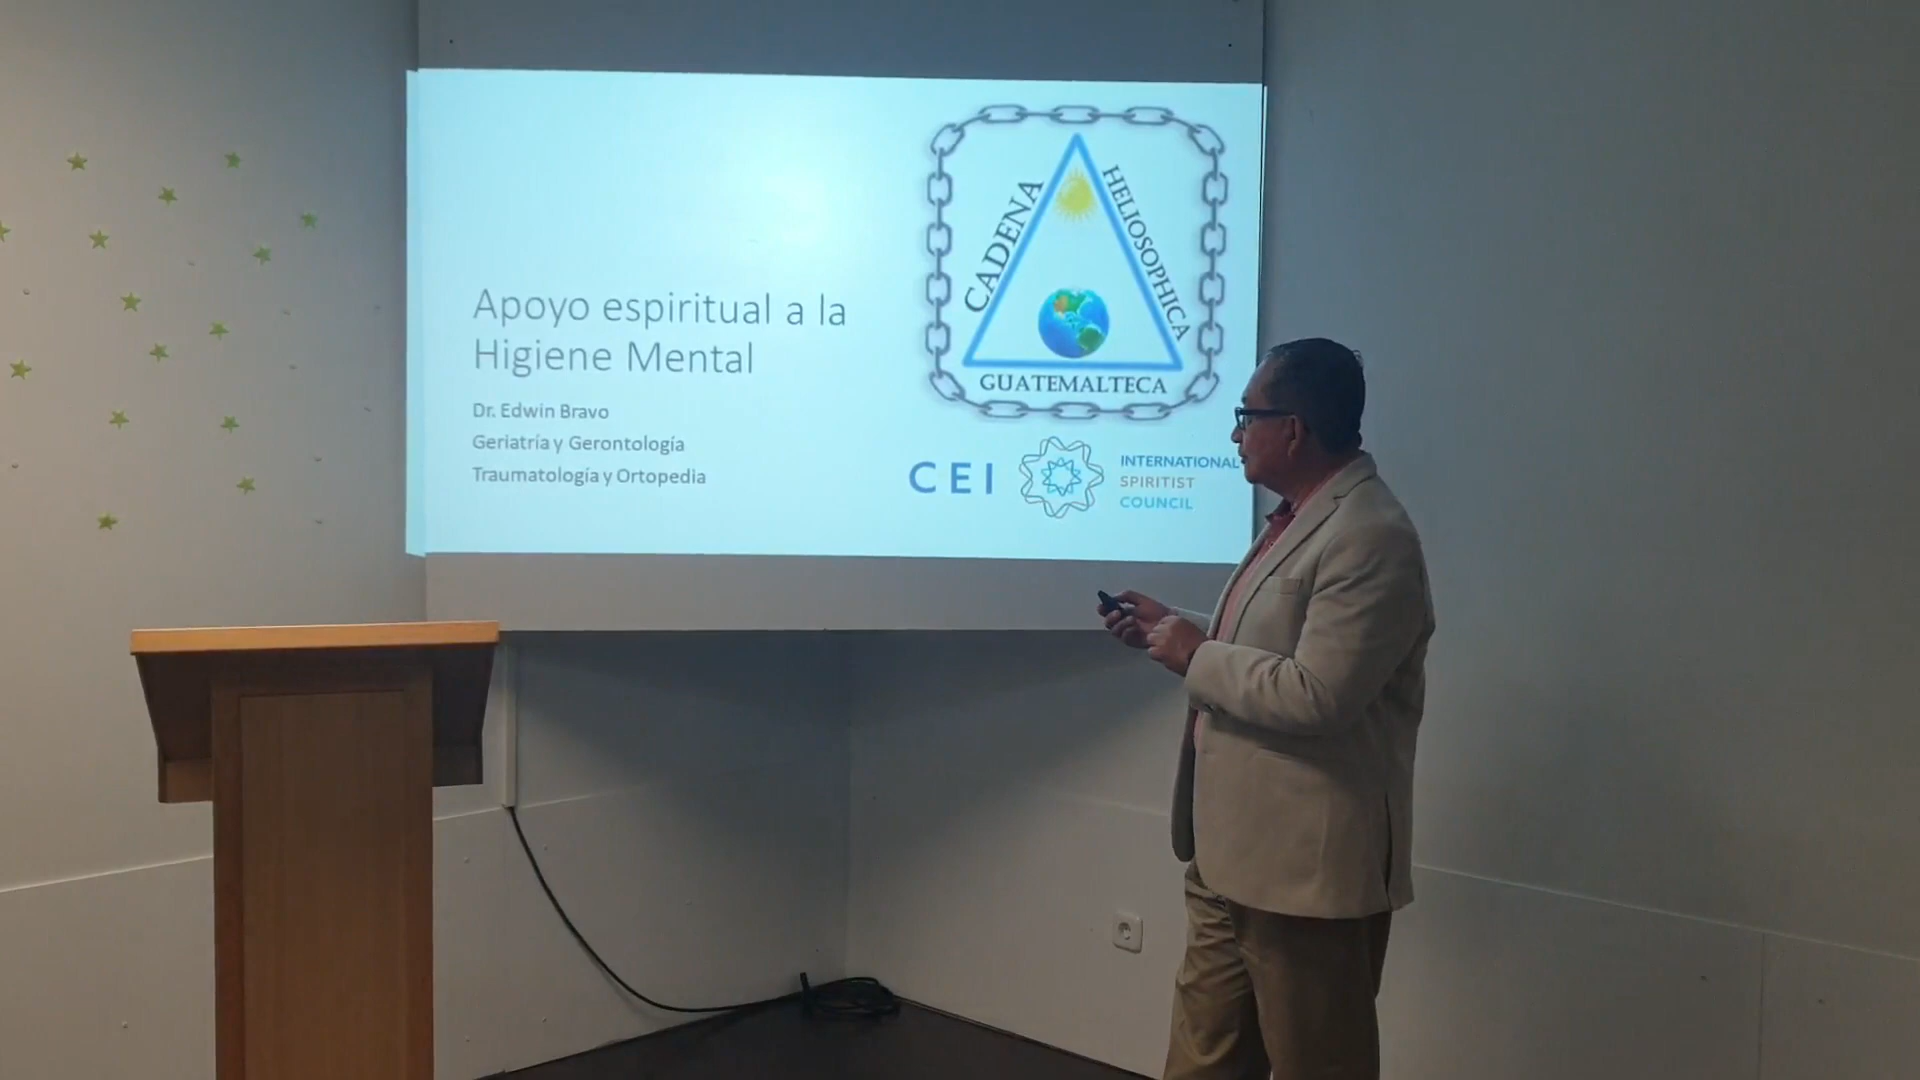 Apoyo espiritual a la
Higiene Mental
Dr. Edwin Bravo
Geriatría y Gerontología
Traumatología y Ortopedia
CADENA
HELIOSOPHICA
GUATEMALTECA
CEI
INTERNATIONAL
SPIRITIST
COUNCIL